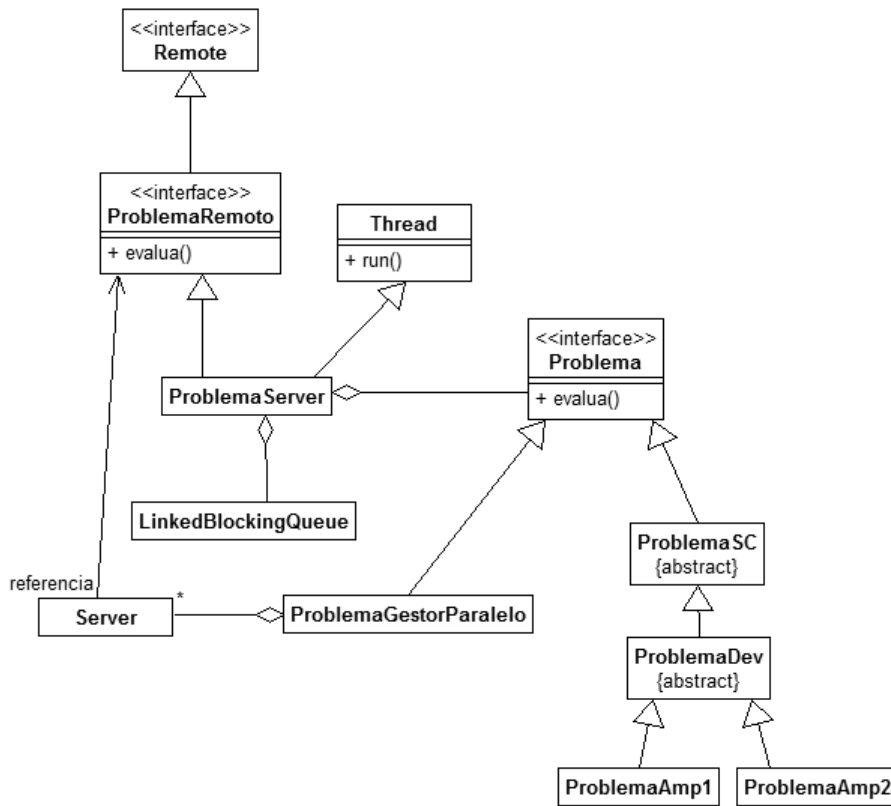 <<interface>>
Remote
<<interface>>
ProblemaRemoto
+ evalua()
Thread
+ run()
<<interface>>
Problema
+ evalua()
ProblemaServer
LinkedBlockingQueue
ProblemaSC
{abstract}
referencia
*
Server
ProblemaGestorParalelo
ProblemaDev
{abstract}
ProblemaAmp1
ProblemaAmp2